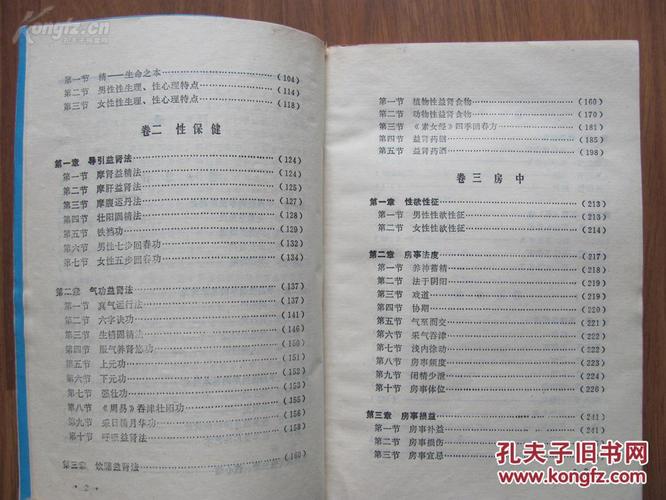 Kongfz.com
孔夫子旧书网
第一节 精——生命之本……(104)
第二节 男性性生理、性心理特点……(114)
第三节 女性性生理、性心理特点……(118)
卷二 性保健
第一章 导引益肾法……(124)
第一节 摩肾益精法……(124)
第二节 摩肝益肾法……(125)
第三节 摩腹运丹法……(127)
第四节 壮阳固精法……(129)
第五节 铁裆功……(130)
第六节 男性七步回春功……(132)
第七节 女性五步回春功……(134)
第二章 气功益肾法……(137)
第一节 真气运行法……(137)
第二节 六字诀功……(141)
第三节 生精固精法……(146)
第四节 服气养肾悠功……(150)
第五节 上元功……(151)
第六节 下元功……(152)
第七节 强壮功……(153)
第八节 《周易》吞津壮阳功……(155)
第九节 采日精月华功……(156)
第十节 呼吸益肾法……(158)
第三章 饮食益肾法……(160)
· 2 ·
第一节 植物性益肾食物……(160)
第二节 动物性益肾食物……(170)
第三节 《素女经》四季回春方……(181)
第四节 益肾药膳……(185)
第五节 益肾药酒……(198)
卷三 房中
第一章 性欲性征……(213)
第一节 男性性欲性征……(213)
第二节 女性性欲性征……(214)
第二章 房事法度……(217)
第一节 养神蓄精……(218)
第二节 法于阴阳……(219)
第三节 戏道……(219)
第四节 协期……(220)
第五节 气至而交……(221)
第六节 采气吞津……(221)
第七节 浅内徐动……(222)
第八节 房事频度……(223)
第九节 闭精少泄……(224)
第十节 房事体位……(226)
第三章 房事损益……(241)
第一节 房事补益……(241)
第二节 房事损伤
第三节 房事宜忌
孔夫子旧书网
KONGFZ.COM